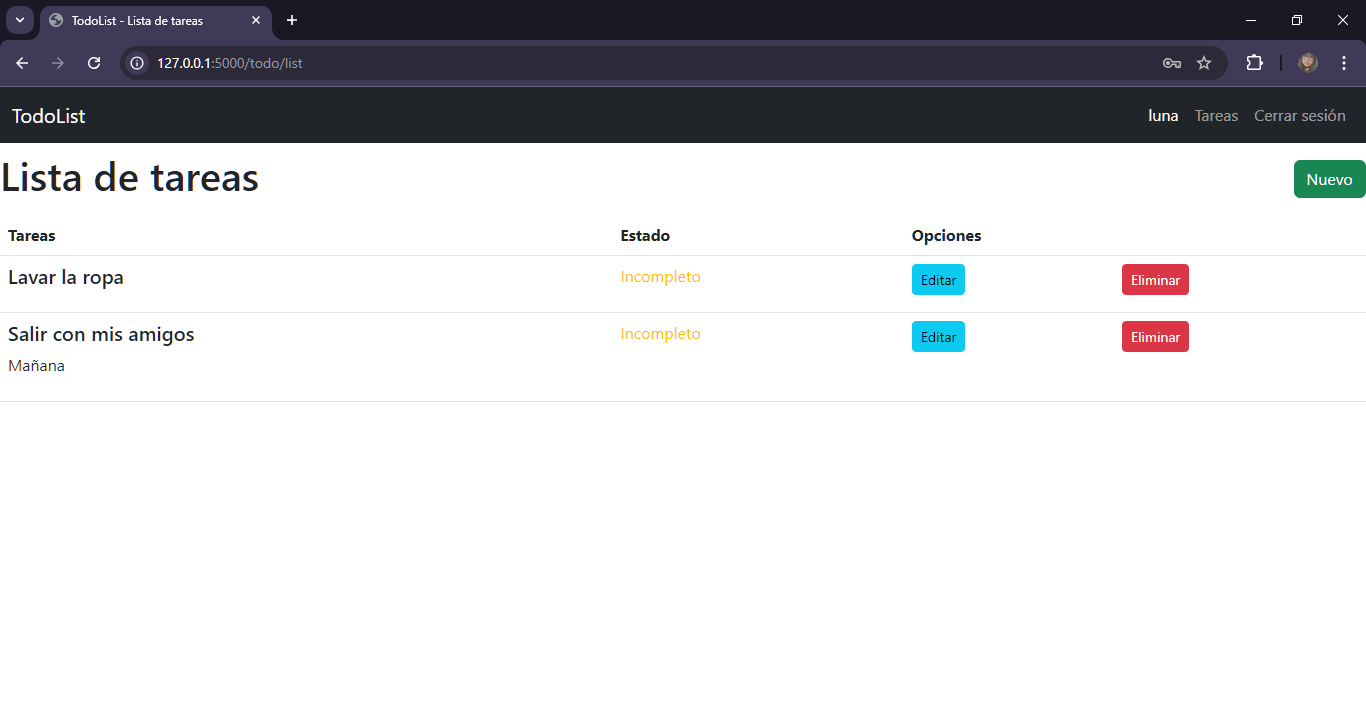 TodoList - Lista de tareas
127.0.0.1:5000/todo/list
TodoList
luna Tareas Cerrar sesión
Lista de tareas
Nuevo
Tareas Estado Opciones
Lavar la ropa Incompleto Editar Eliminar
Salir con mis amigos Incompleto Editar Eliminar
Mañana